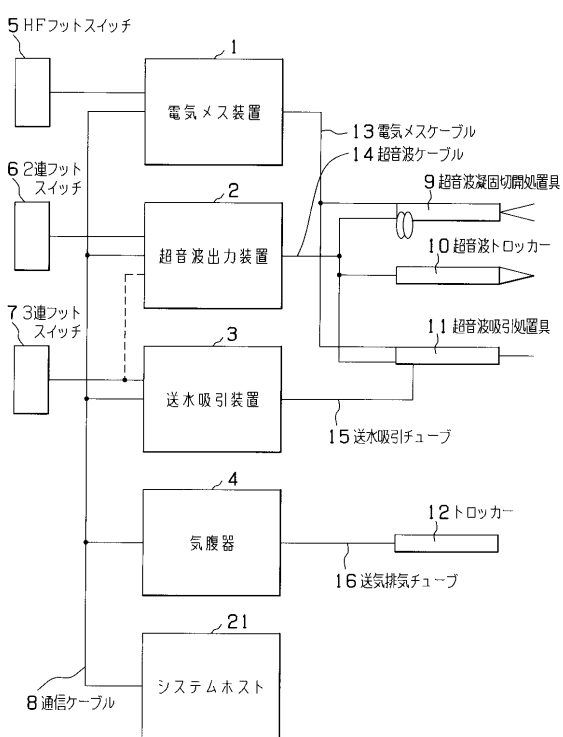 5 HFフットスイッチ
1
電気メス装置
13 電気メスケーブル
14 超音波ケーブル
6 2連フット
スイッチ
2
超音波出力装置
9 超音波凝固切開処置具
10 超音波トロッカー
7 3連フット
スイッチ
3
送水吸引装置
11 超音波吸引処置具
15 送水吸引チューブ
4
気腹器
12 トロッカー
16 送気排気チューブ
21
システムホスト
8 通信ケーブル